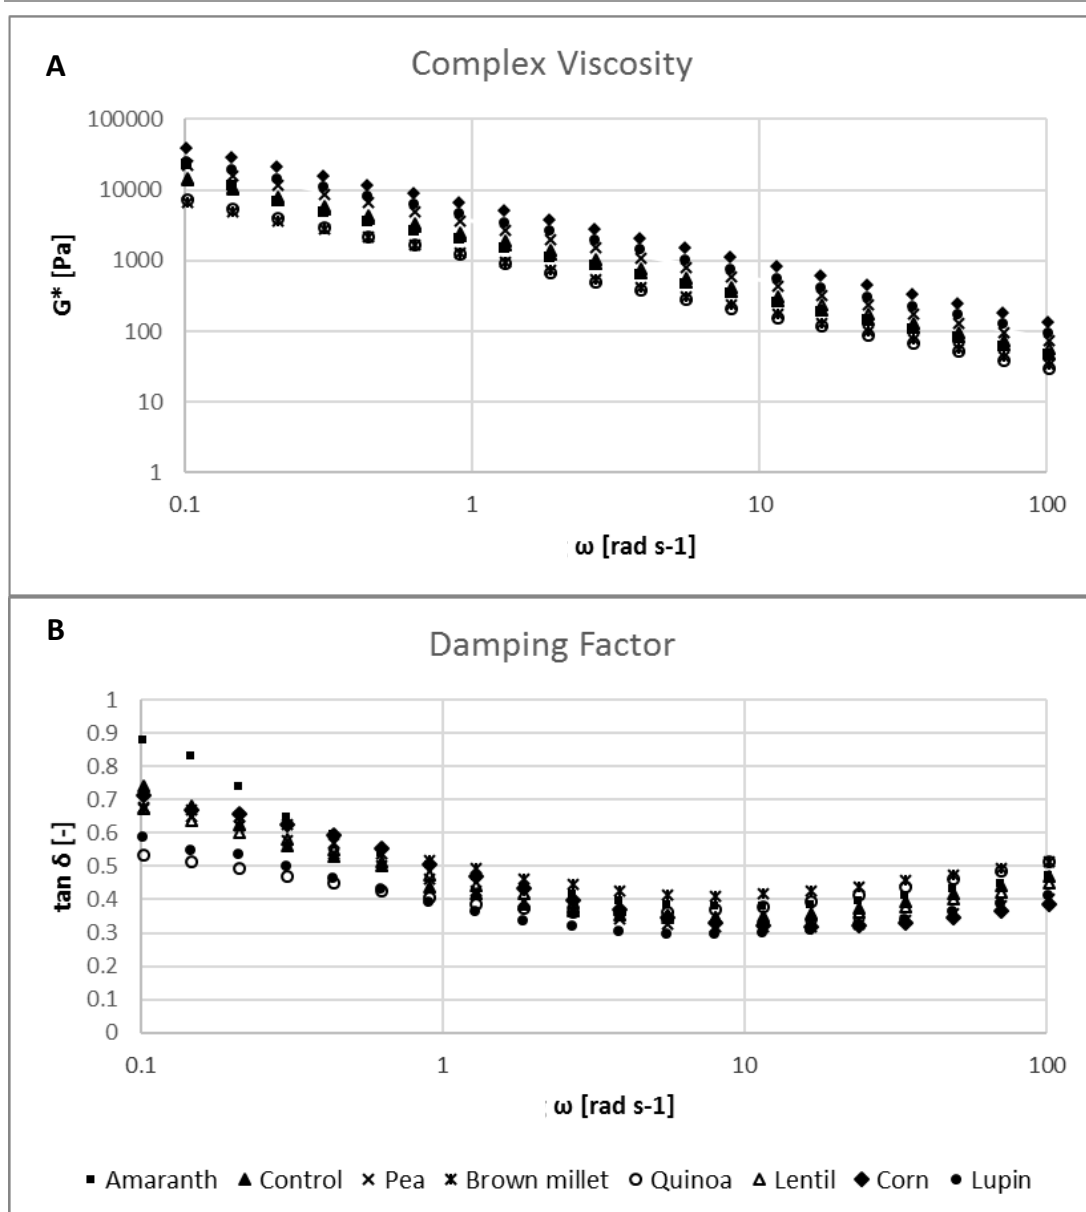 A
Complex Viscosity
100000
10000
1000
100
10
1
G* [Pa]
0.1 1 10 100
ω [rad s-1]
B
Damping Factor
1
0.9
0.8
0.7
0.6
0.5
0.4
0.3
0.2
0.1
0
tan δ [-]
0.1 1 10 100
; ω [rad s-1]
Amaranth Control Pea Brown millet Quinoa Lentil Corn Lupin